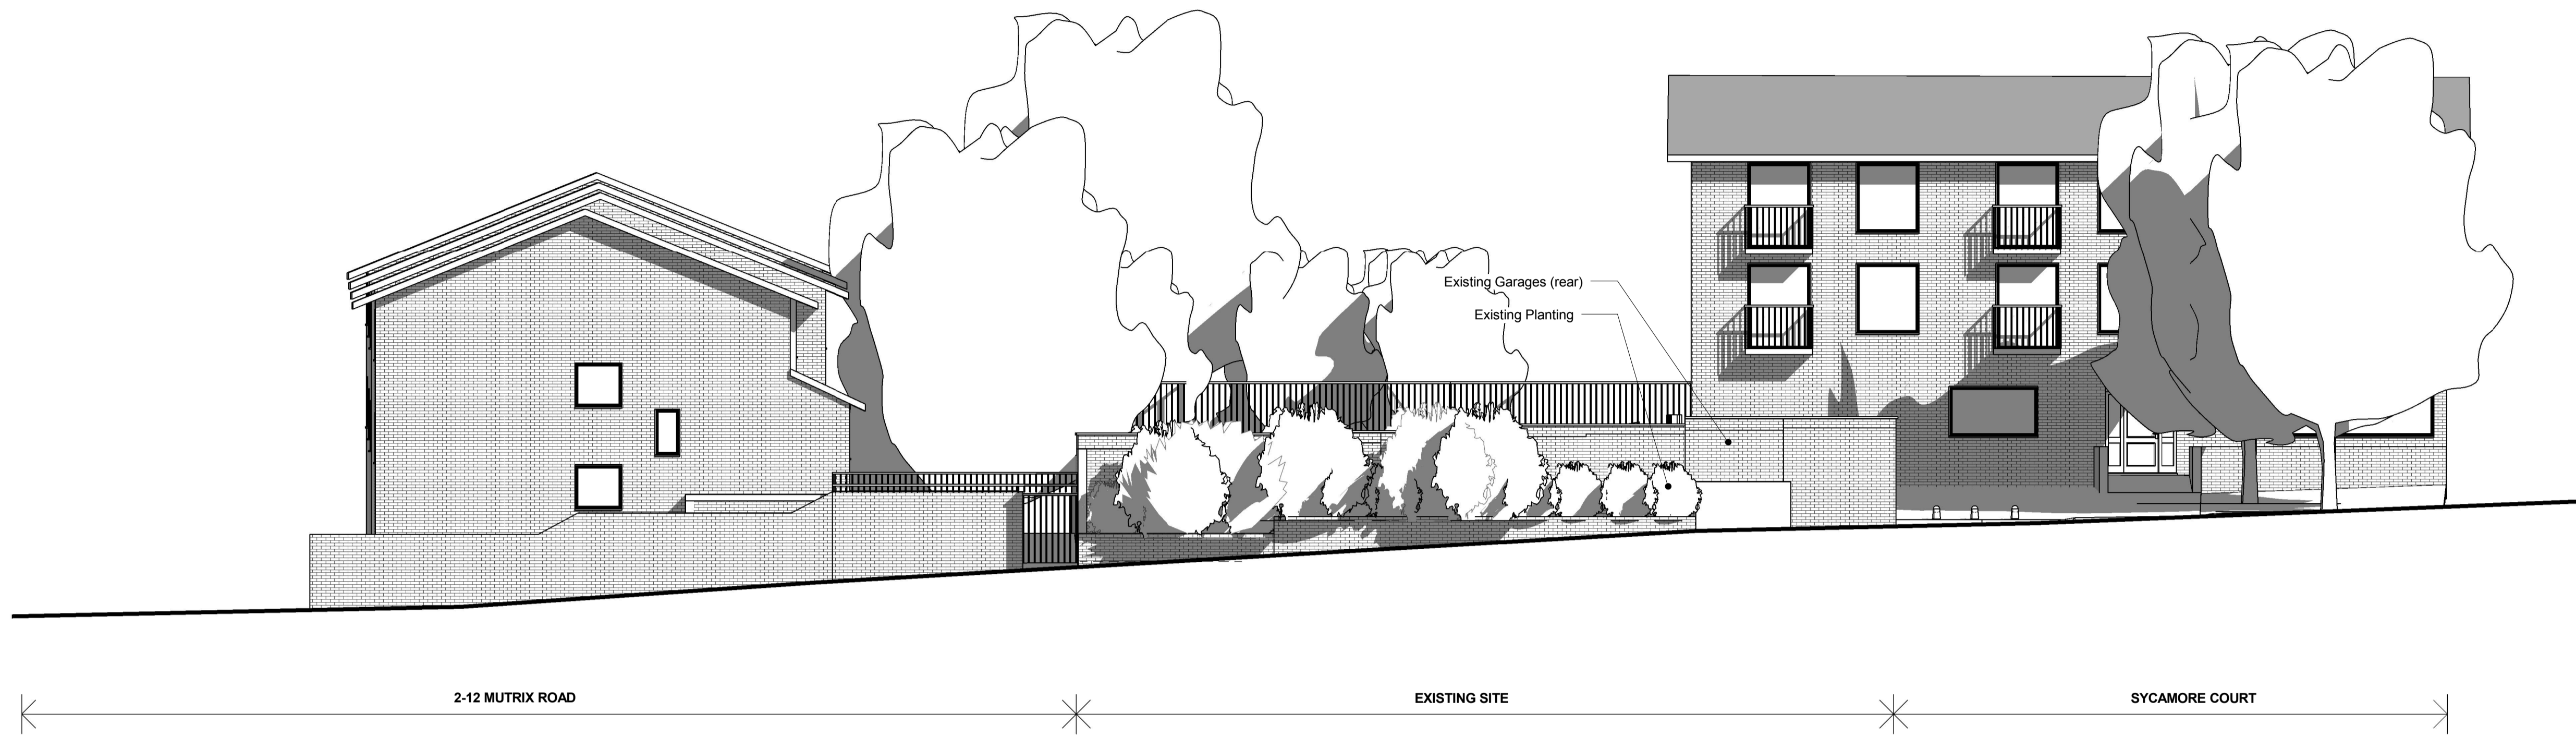 Existing Garages (rear)
Existing Planting
2-12 MUTRIX ROAD
EXISTING SITE
SYCAMORE COURT